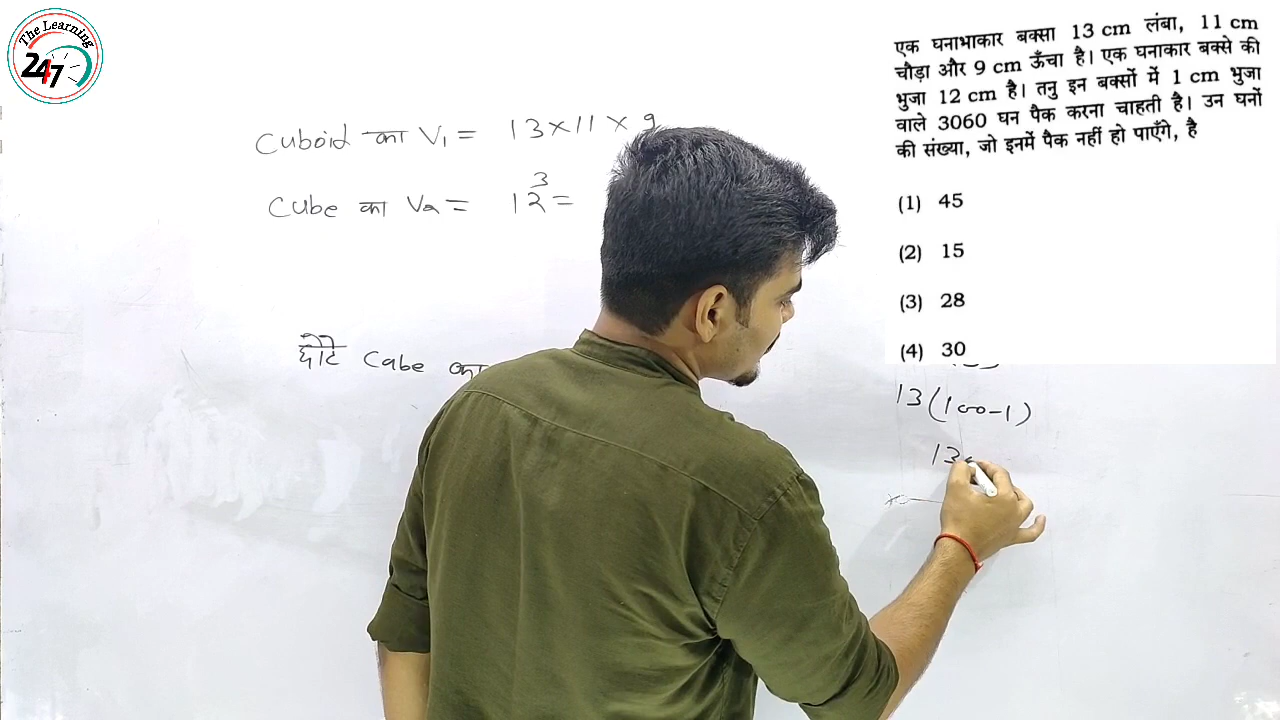 The Learning
24*7
एक घनाभाकार बक्सा 13 cm लंबा, 11 cm
चौड़ा और 9 cm ऊँचा है। एक घनाकार बक्से की
भुजा 12 cm है। तनु इन बक्सों में 1 cm भुजा
वाले 3060 घन पैक करना चाहती है। उन घनों
की संख्या, जो इनमें पैक नहीं हो पाएँगे, है
(1) 45
(2) 15
(3) 28
(4) 30
Cuboid का V₁ = 13 × 11 × 9
Cube का V₂ = 12³ =
छोटे Cube का
13(100-1)